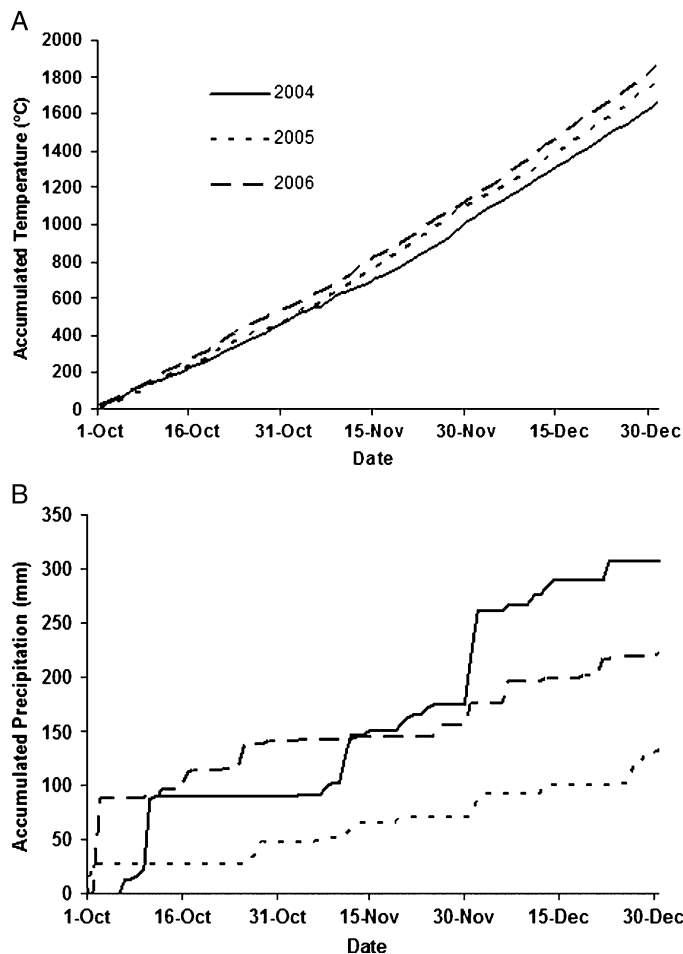 A
2000
1800
1600
1400
1200
1000
800
600
400
200
0
Accumulated Temperature (°C)
2004
2005
2006
1-Oct 16-Oct 31-Oct 15-Nov 30-Nov 15-Dec 30-Dec
Date
B
350
300
250
200
150
100
50
0
Accumulated Precipitation (mm)
1-Oct 16-Oct 31-Oct 15-Nov 30-Nov 15-Dec 30-Dec
Date